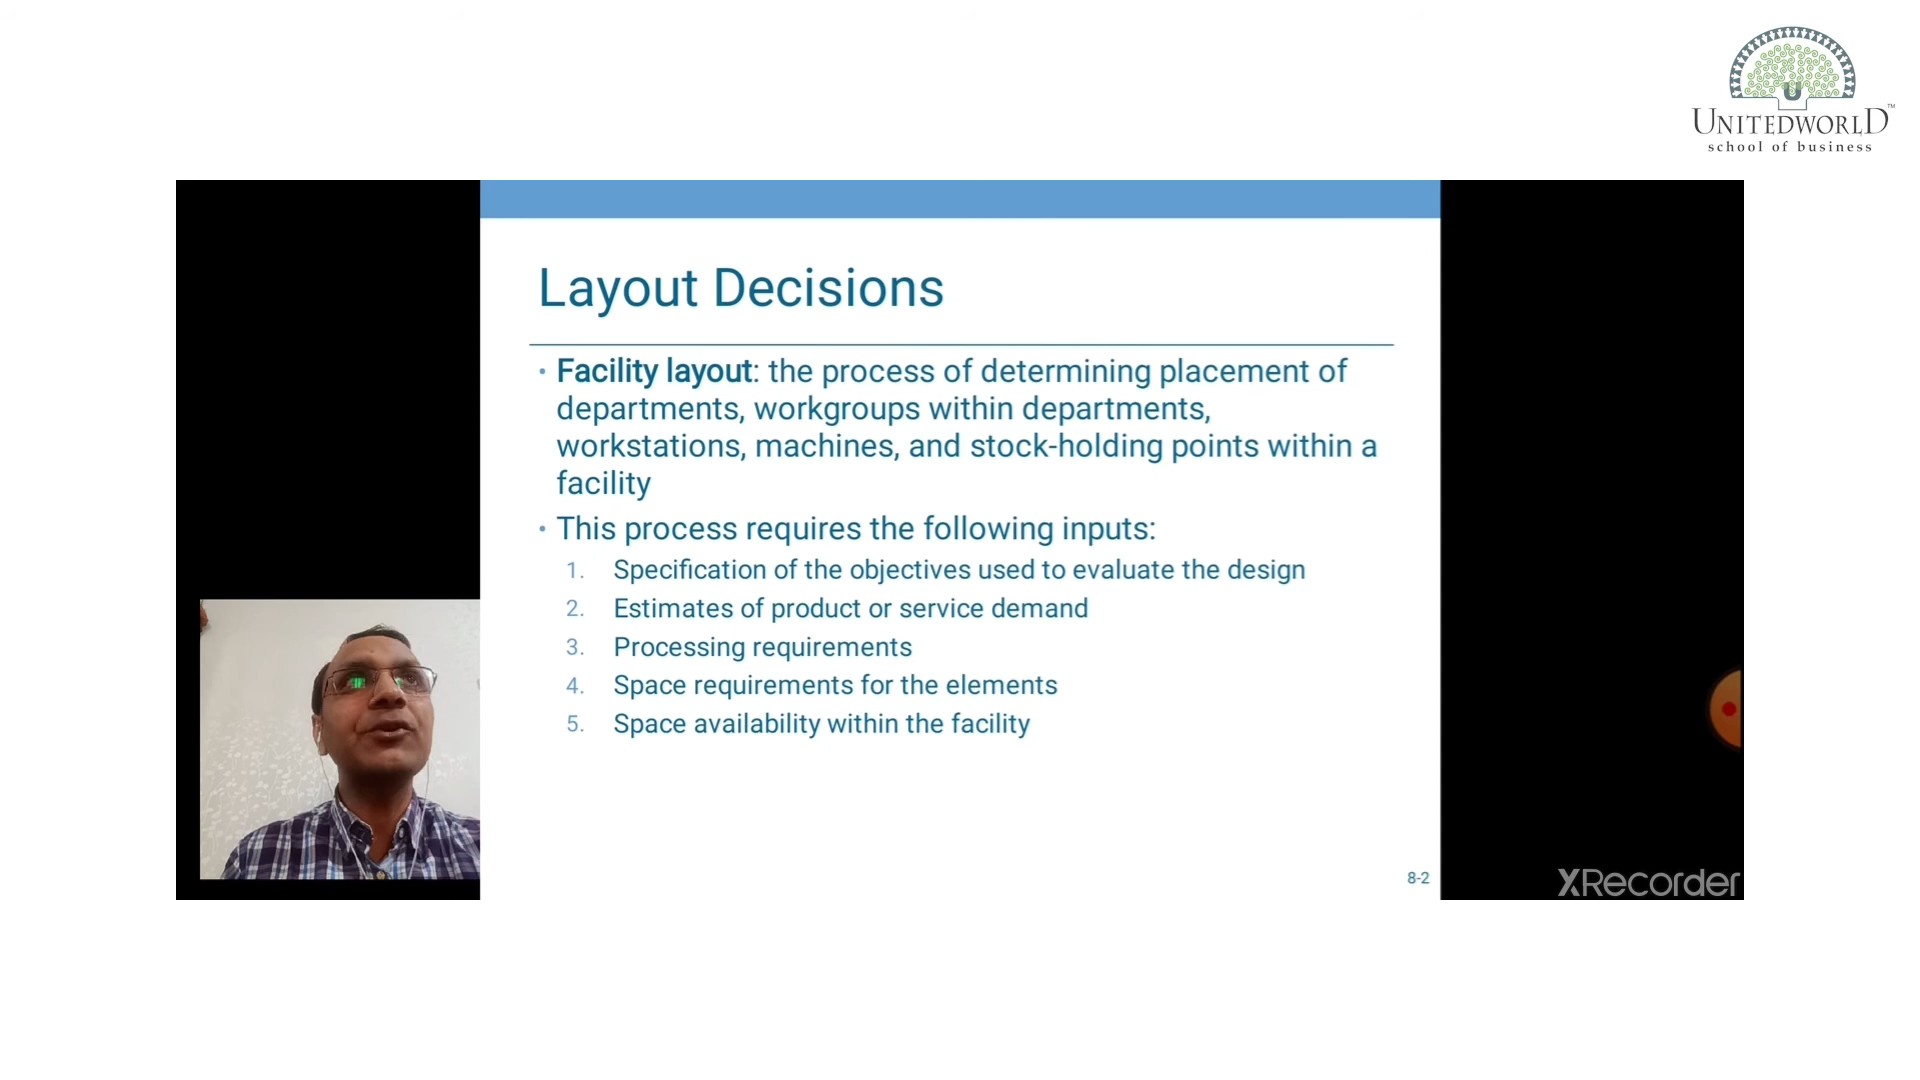 UNITEDWORLD™
school of business
Layout Decisions
• Facility layout: the process of determining placement of
departments, workgroups within departments,
workstations, machines, and stock-holding points within a
facility
• This process requires the following inputs:
1. Specification of the objectives used to evaluate the design
2. Estimates of product or service demand
3. Processing requirements
4. Space requirements for the elements
5. Space availability within the facility
8-2
XRecorder